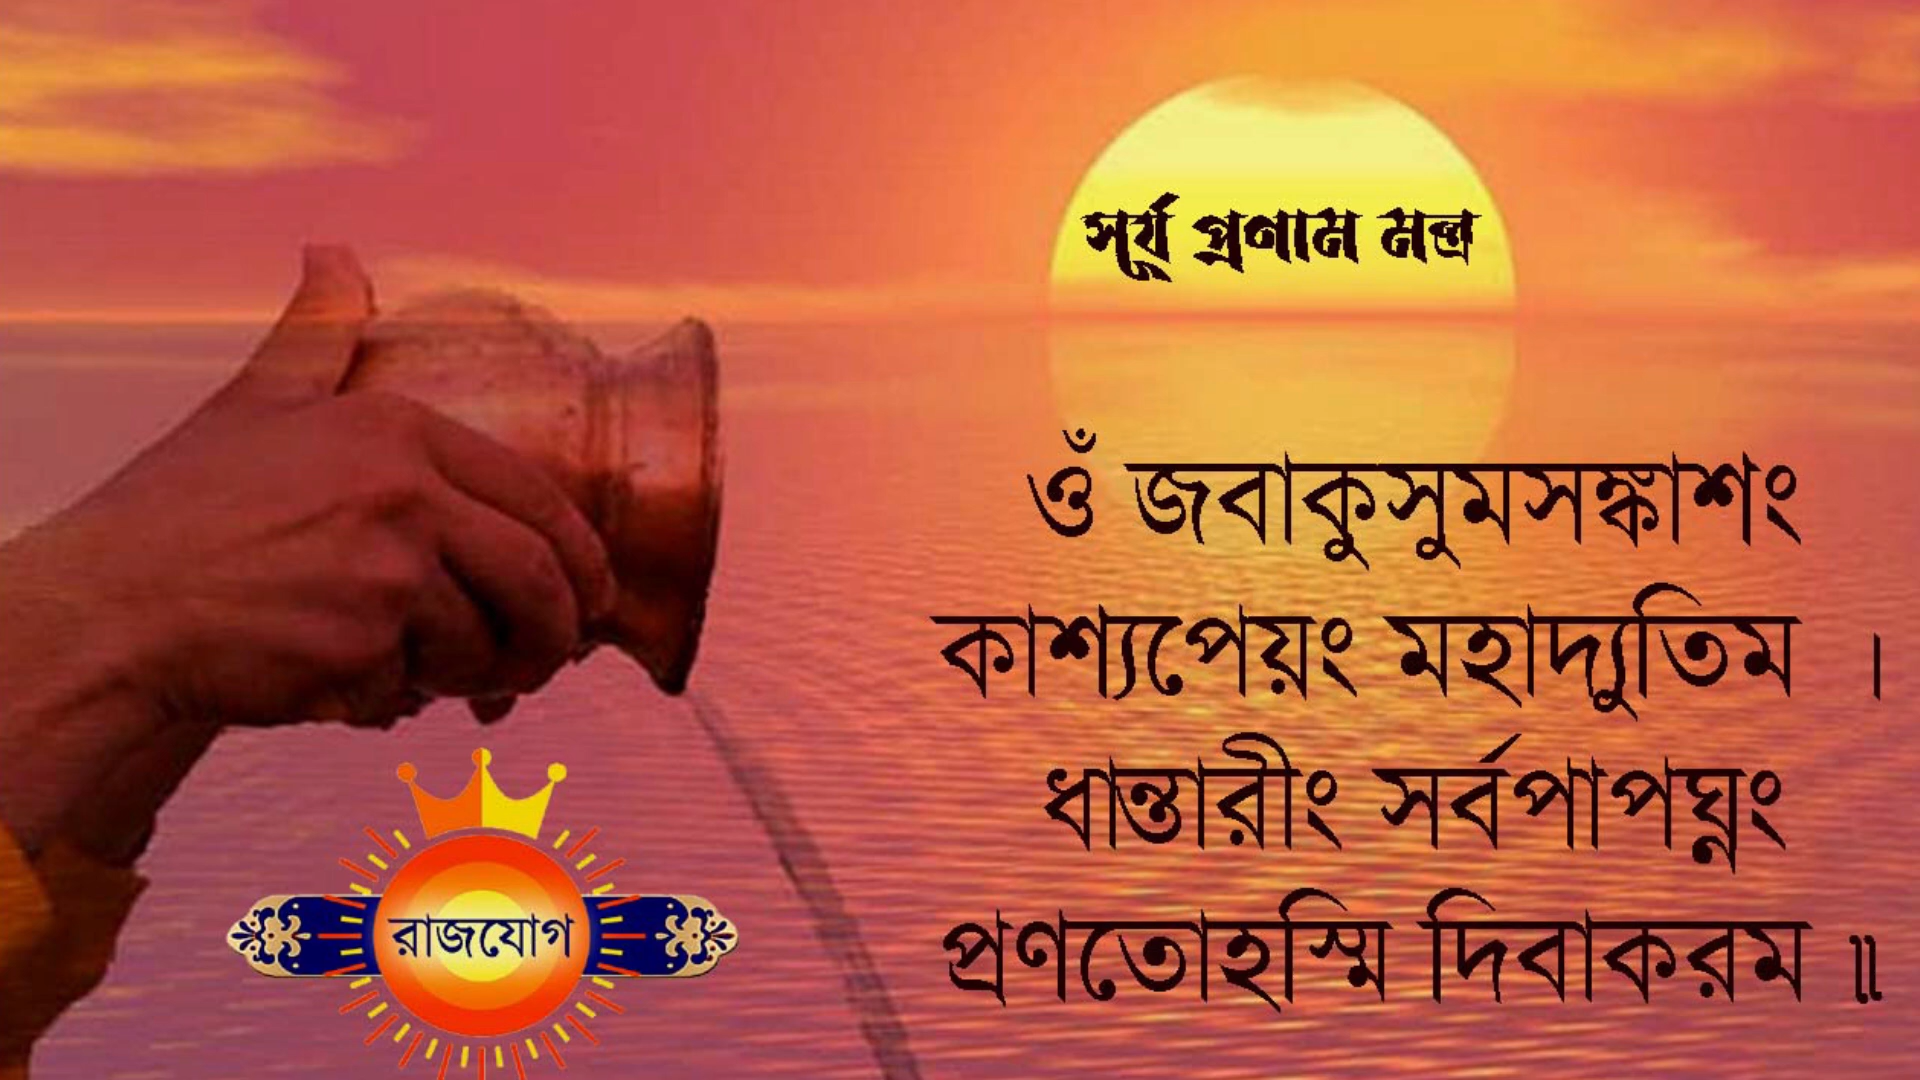 সূর্য প্রণাম মন্ত্র
ওঁ জবাকুসুমসঙ্কাশং
কাশ্যপেয়ং মহাদ্যুতিম ।
ধান্তারীং সর্বপাপঘ্নং
প্রণতোহস্মি দিবাকরম ॥
রাজযোগ